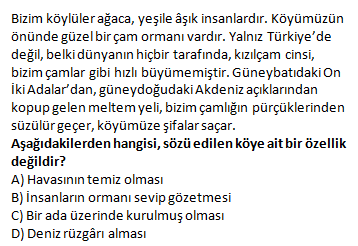 Bizim köylüler ağaca, yeşile âşık insanlardır. Köyümüzün
önünde güzel bir çam ormanı vardır. Yalnız Türkiye’de
değil, belki dünyanın hiçbir tarafında, kızılçam cinsi,
bizim çamlar gibi hızlı büyümemiştir. Güneybatıdaki On
İki Adalar’dan, güneydoğudaki Akdeniz açıklarından
kopup gelen meltem yeli, bizim çamlığın pürçüklerinden
süzülür geçer, köyümüze şifalar saçar.
Aşağıdakilerden hangisi, sözü edilen köye ait bir özellik
değildir?
A) Havasının temiz olması
B) İnsanların ormanı sevip gözetmesi
C) Bir ada üzerinde kurulmuş olması
D) Deniz rüzgârı alması